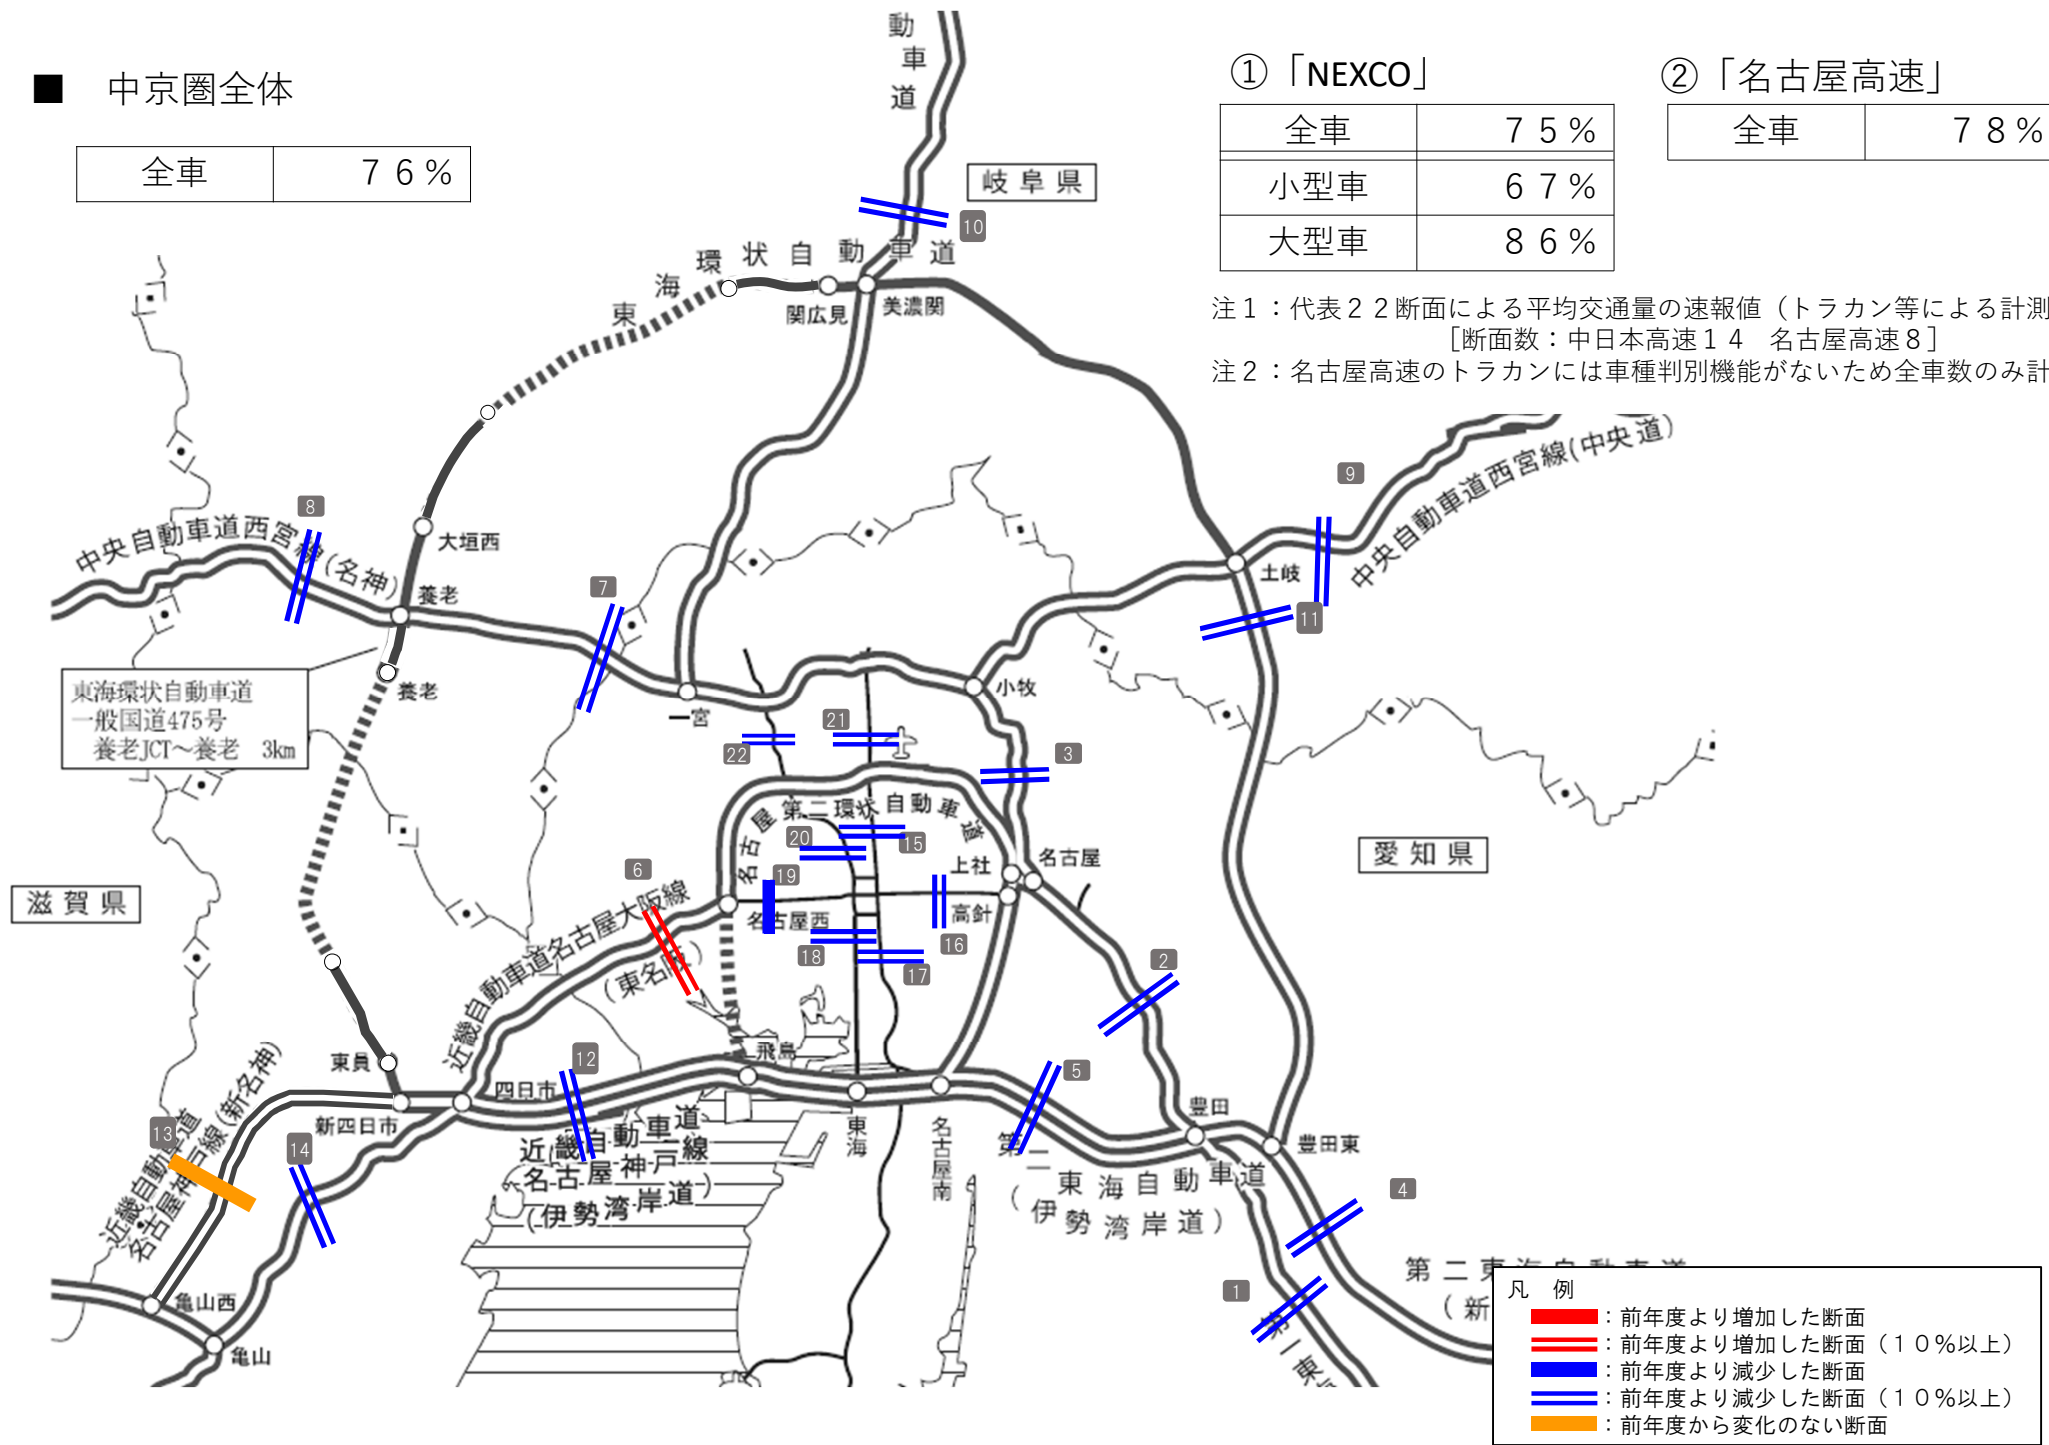 ■ 中京圏全体
全車 ７６％
①「NEXCO」
全車 ７５％
小型車 ６７％
大型車 ８６％
②「名古屋高速」
全車 ７８％
注１：代表２２断面による平均交通量の速報値（トラカン等による計測
［断面数：中日本高速１４ 名古屋高速８］
注２：名古屋高速のトラカンには車種判別機能がないため全車数のみ計
動車道
岐阜県
10
東海環状自動車道
関広見
美濃関
中央自動車道西宮線(中央道)
9
8
中央自動車道西宮線(名神)
大垣西
養老
7
土岐
11
養老
東海環状自動車道
一般国道475号
養老JCT～養老 3km
一宮
小牧
21
22
3
名古屋第二環状自動車道
20
15
上社
名古屋
愛知県
滋賀県
6
19
名古屋西
高針
16
18
17
近畿自動車道名古屋大阪線
(東名阪)
2
飛島
東員
12
四日市
5
新四日市
豊田
豊田東
東海
名古屋南
13
近畿自動車道
名古屋神戸線(新名神)
14
近畿自動車道
名古屋神戸線
(伊勢湾岸道)
第二東海自動車道
(伊勢湾岸道)
4
1
亀山西
亀山
第二東海自動車道
(新
第一東
凡 例
：前年度より増加した断面
：前年度より増加した断面（１０％以上）
：前年度より減少した断面
：前年度より減少した断面（１０％以上）
：前年度から変化のない断面